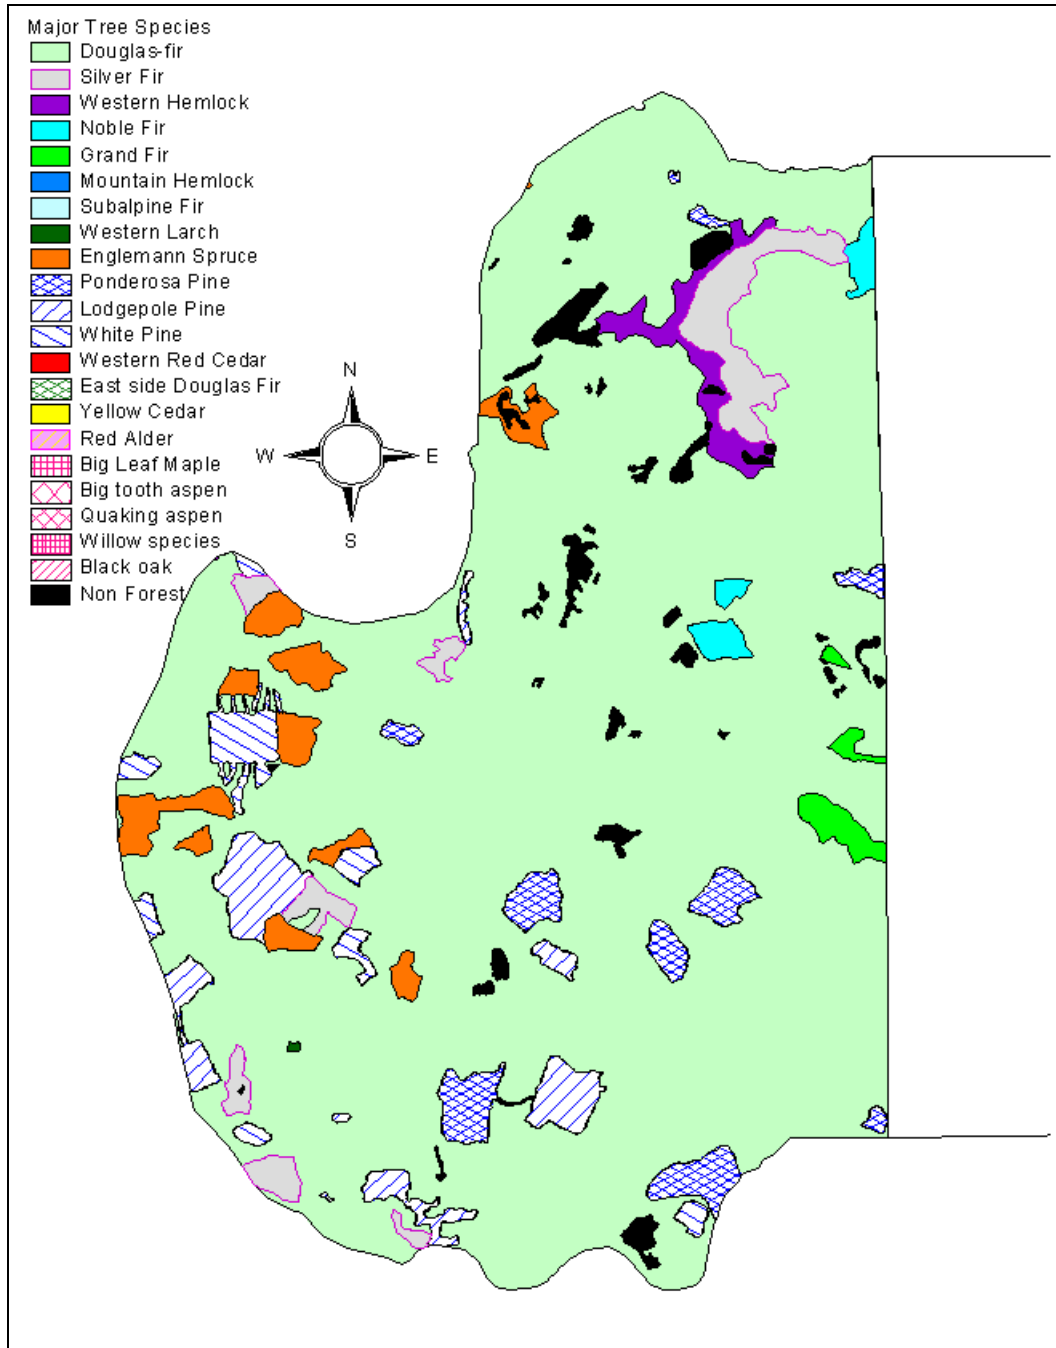 Major Tree Species
Douglas-fir
Silver Fir
Western Hemlock
Noble Fir
Grand Fir
Mountain Hemlock
Subalpine Fir
Western Larch
Englemann Spruce
Ponderosa Pine
Lodgepole Pine
White Pine
Western Red Cedar
East side Douglas Fir
Yellow Cedar
Red Alder
Big Leaf Maple
Big tooth aspen
Quaking aspen
Willow species
Black oak
Non Forest
N
W
E
S